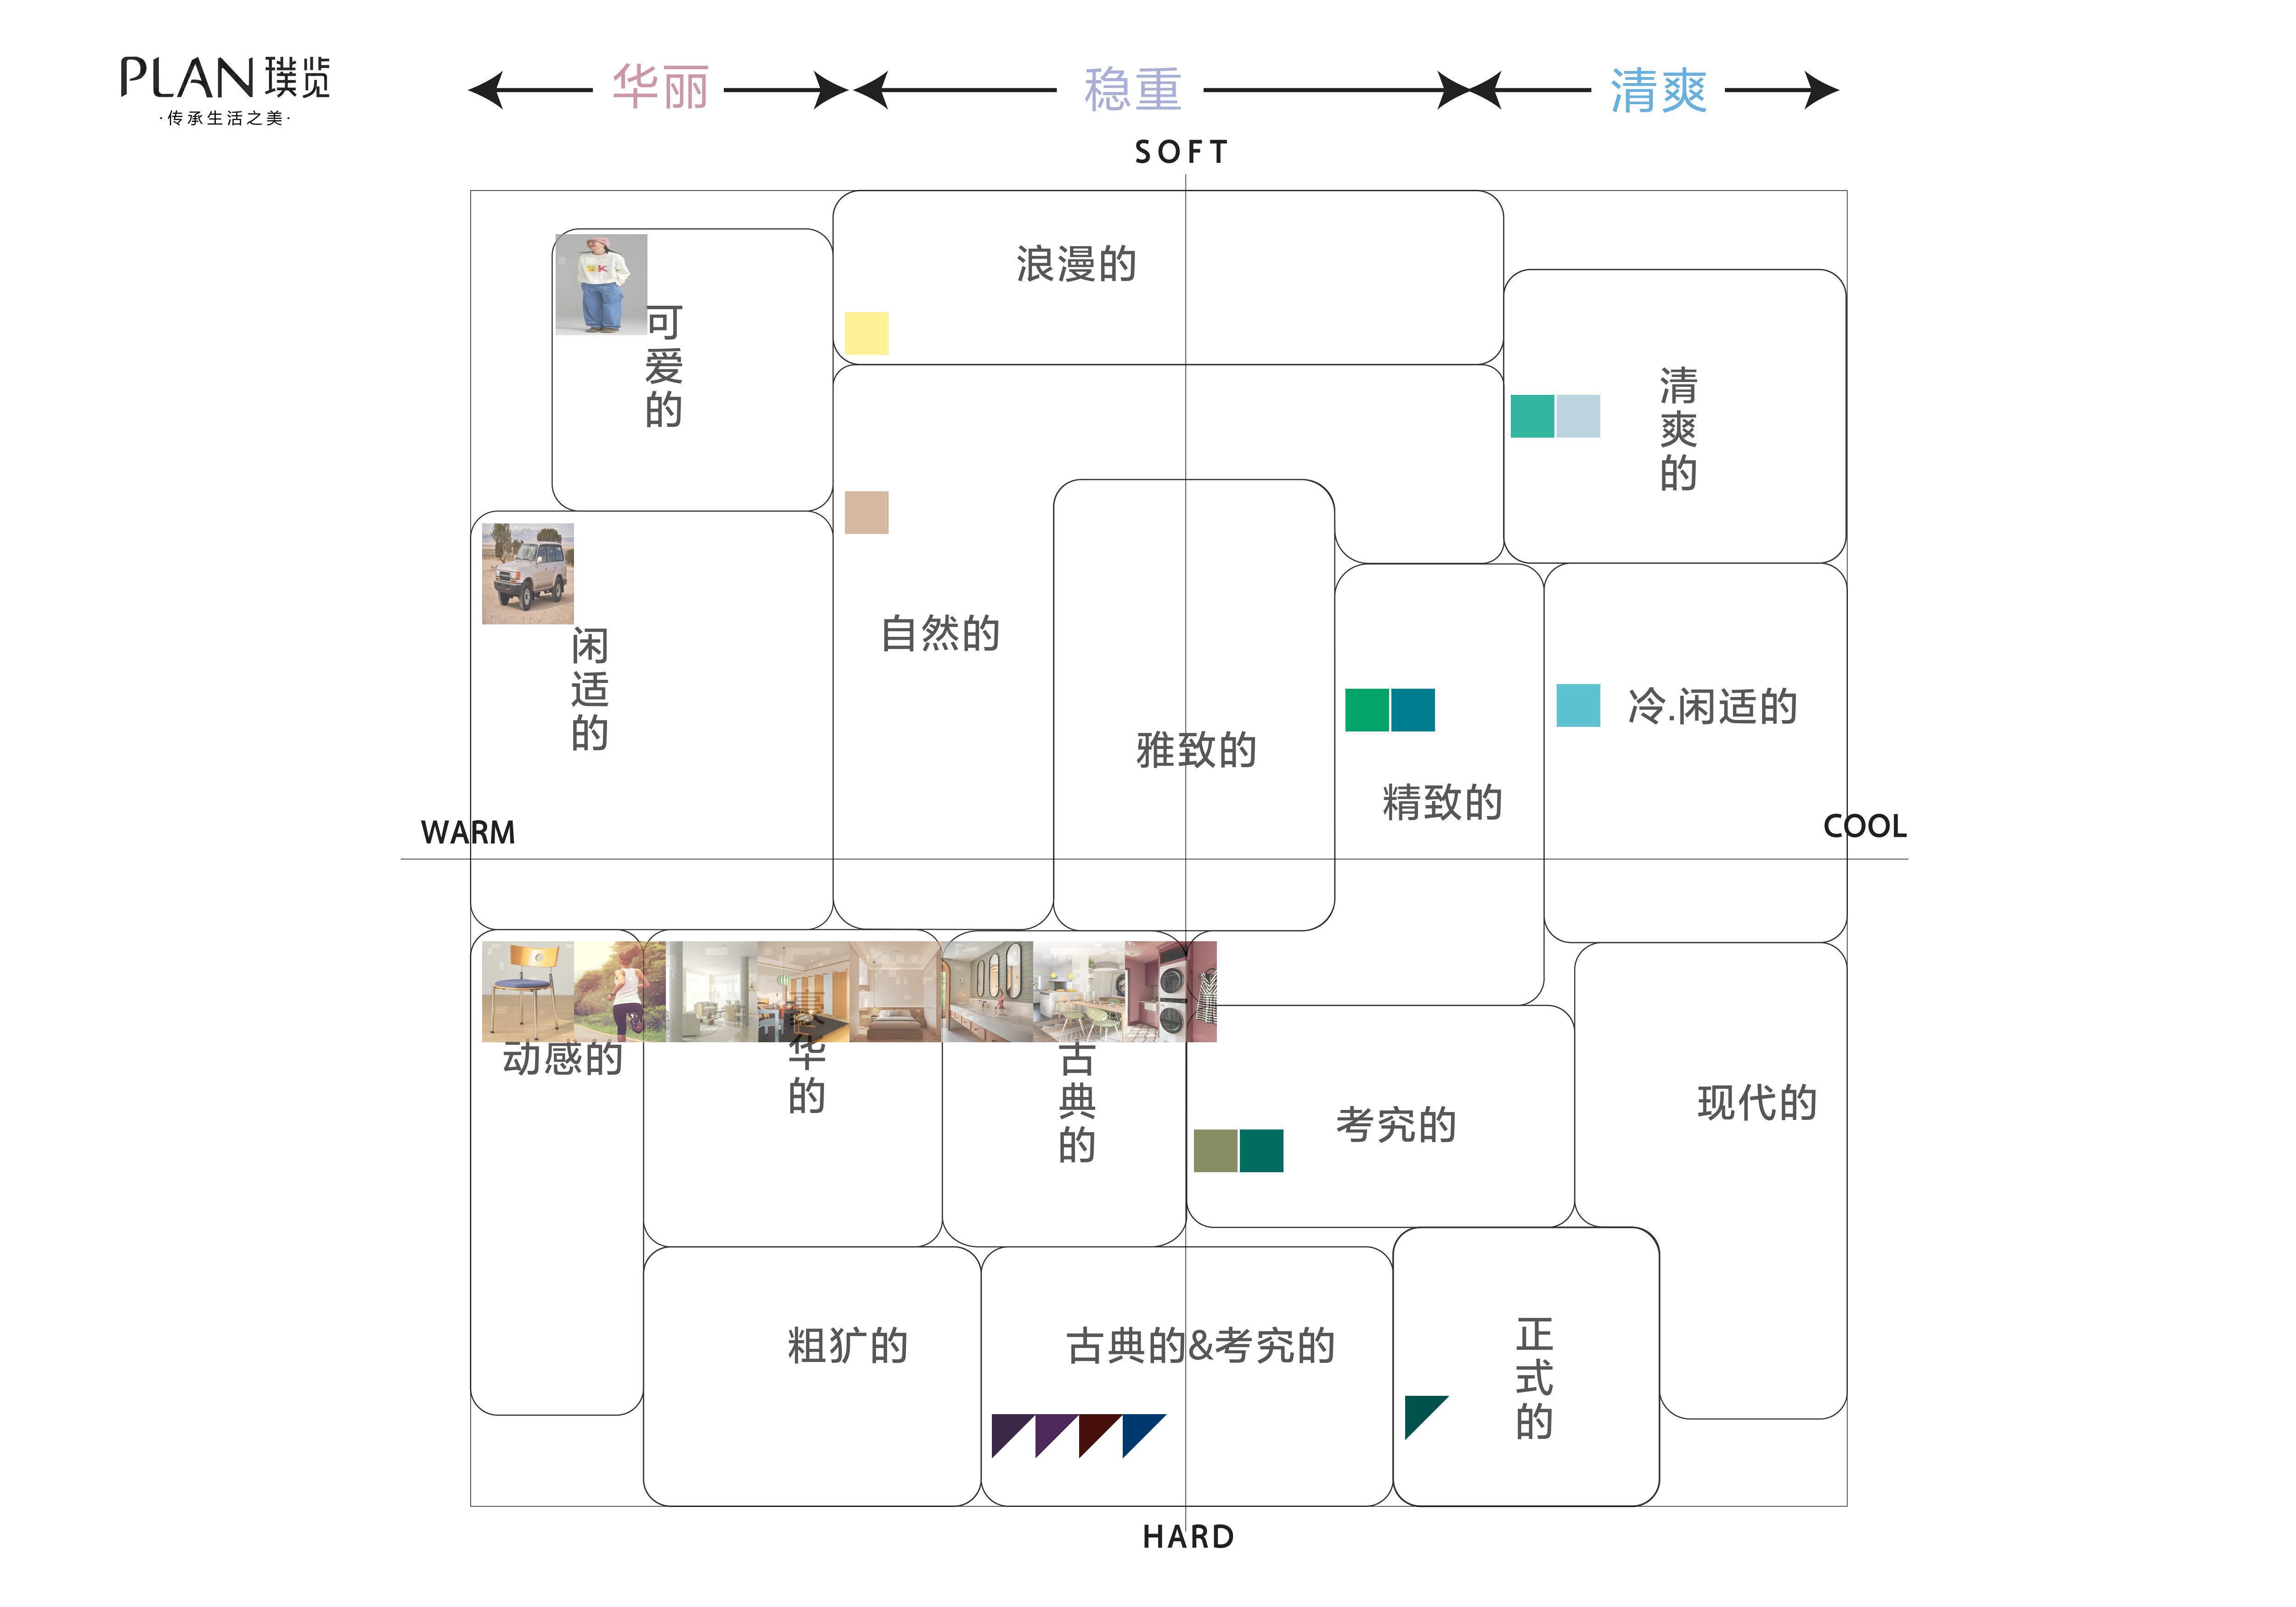 PLAN 璞览
·传承生活之美·
华丽
稳重
清爽
SOFT
浪漫的
可爱的
清爽的
闲适的
自然的
冷.闲适的
雅致的
精致的
WARM
COOL
动感的
豪华的
古典的
考究的
现代的
粗犷的
古典的&考究的
正式的
HARD